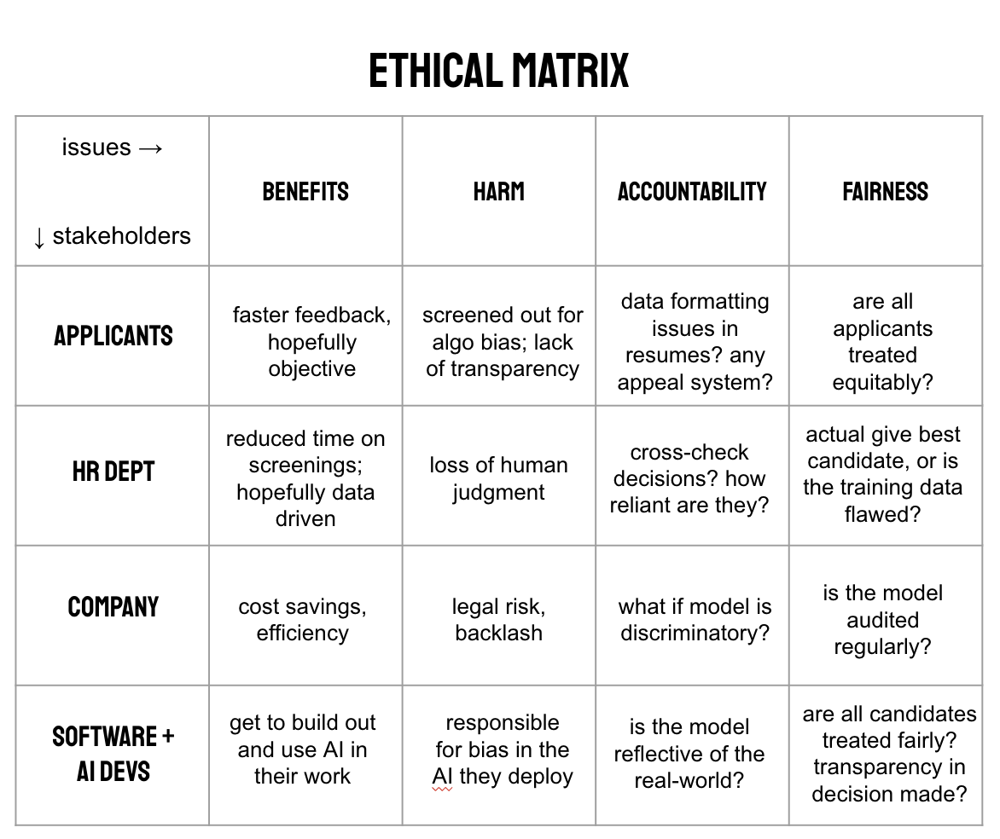 ETHICAL MATRIX
issues →
↓ stakeholders
BENEFITS
HARM
ACCOUNTABILITY
FAIRNESS
APPLICANTS
faster feedback,
hopefully
objective
screened out for
algo bias; lack
of transparency
data formatting
issues in
resumes? any
appeal system?
are all
applicants
treated
equitably?
HR DEPT
reduced time on
screenings;
hopefully data
driven
loss of human
judgment
cross-check
decisions? how
reliant are they?
actual give best
candidate, or is
the training data
flawed?
COMPANY
cost savings,
efficiency
legal risk,
backlash
what if model is
discriminatory?
is the model
audited
regularly?
SOFTWARE +
AI DEVS
get to build out
and use AI in
their work
responsible
for bias in the
AI they deploy
is the model
reflective of the
real-world?
are all candidates
treated fairly?
transparency in
decision made?